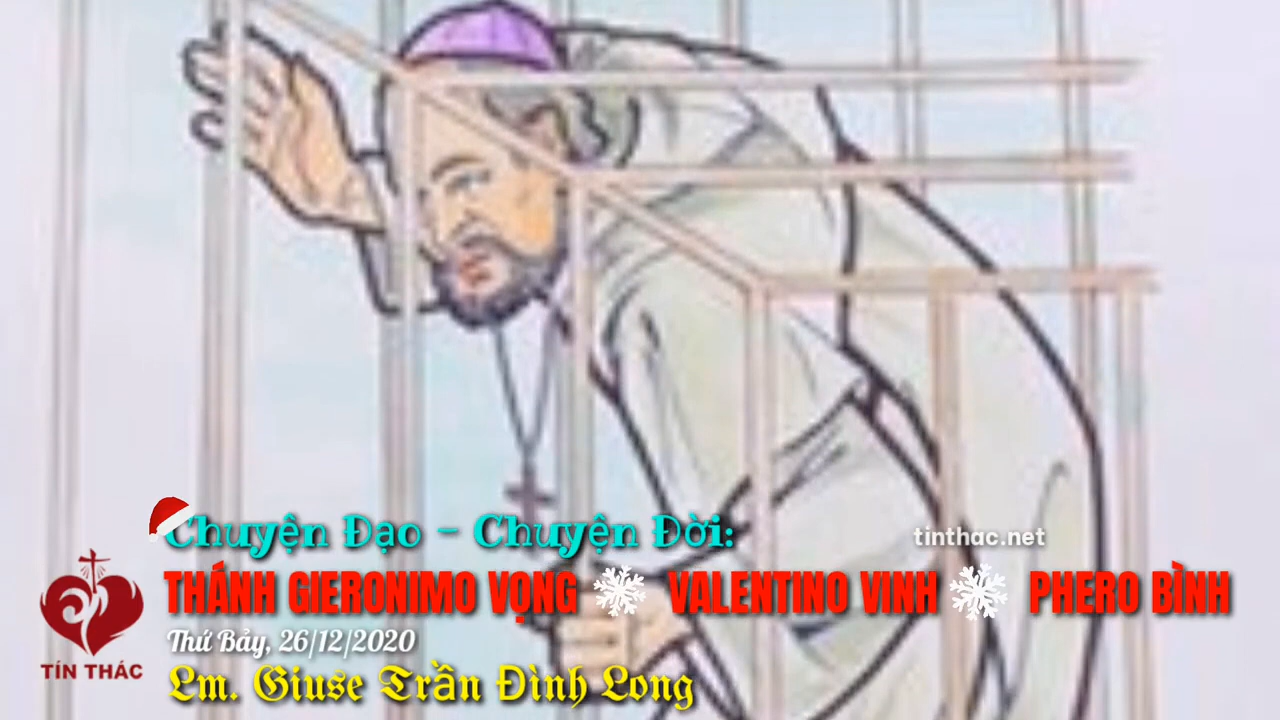 Chuyện Đạo - Chuyện Đời:
tinthac.net
THÁNH GIERONIMO VỌNG VALENTINO VINH PHERO BÌNH
Thứ Bảy, 26/12/2020
TÍN THÁC
Lm. Giuse Trần Đình Long